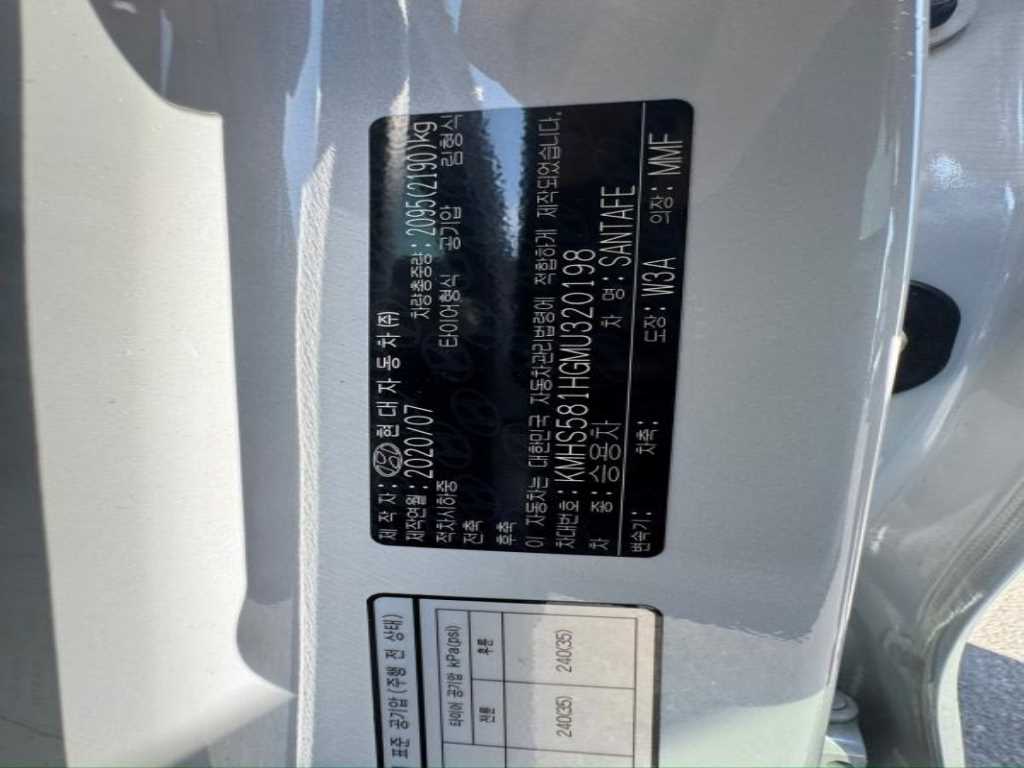 제 작 자: 현 대 자 동 차 (주)
제작연월: 2020/07 차량총중량: 2095(2190)kg
적차시하중 타이어형식 공기압 림형식
전축
후축
이 자동차는 대한민국 자동차관리법령에 적합하게 제작되었습니다.
차대번호: KMHS581HGMU320198
차 종: 승용차 차 명: SANTAFE
변속기: 차축: 도장: W3A 의장: MMF
표준 공기압 (주행 전 상태)
타이어 공기압 kPa(psi)
전륜 후륜
240(35) 240(35)